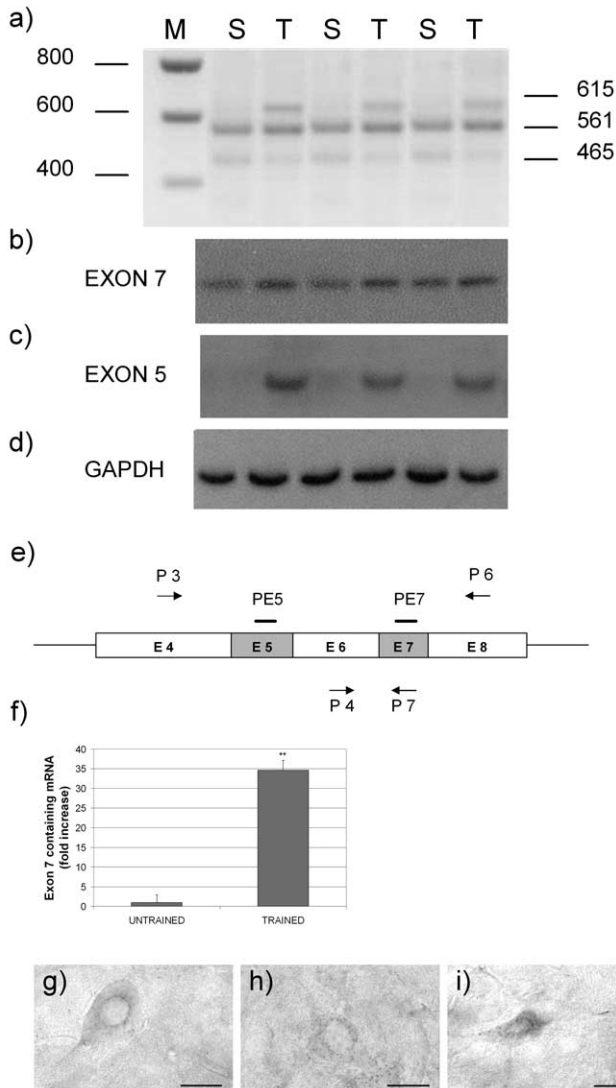 a)
M S T S T S T
800
600
400
615
561
465
b)
EXON 7
c)
EXON 5
d)
GAPDH
e)
P 3
P 6
PE5
PE7
E 4
E 5
E 6
E 7
E 8
P 4
P 7
f)
Exon 7 containing mRNA
(fold increase)
40
35
30
25
20
15
10
5
0
**
UNTRAINED
TRAINED
g)
h)
i)